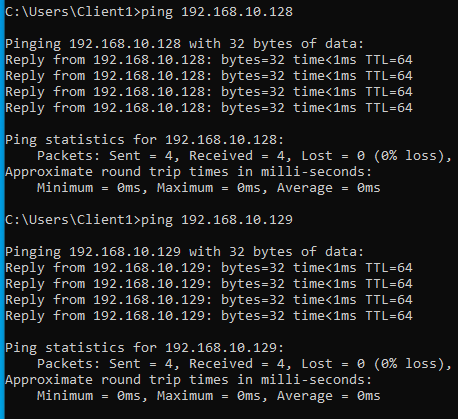 C:\Users\Client1>ping 192.168.10.128
Pinging 192.168.10.128 with 32 bytes of data:
Reply from 192.168.10.128: bytes=32 time<1ms TTL=64
Reply from 192.168.10.128: bytes=32 time<1ms TTL=64
Reply from 192.168.10.128: bytes=32 time<1ms TTL=64
Reply from 192.168.10.128: bytes=32 time<1ms TTL=64
Ping statistics for 192.168.10.128:
    Packets: Sent = 4, Received = 4, Lost = 0 (0% loss),
Approximate round trip times in milli-seconds:
    Minimum = 0ms, Maximum = 0ms, Average = 0ms
C:\Users\Client1>ping 192.168.10.129
Pinging 192.168.10.129 with 32 bytes of data:
Reply from 192.168.10.129: bytes=32 time<1ms TTL=64
Reply from 192.168.10.129: bytes=32 time<1ms TTL=64
Reply from 192.168.10.129: bytes=32 time<1ms TTL=64
Reply from 192.168.10.129: bytes=32 time<1ms TTL=64
Ping statistics for 192.168.10.129:
    Packets: Sent = 4, Received = 4, Lost = 0 (0% loss),
Approximate round trip times in milli-seconds:
    Minimum = 0ms, Maximum = 0ms, Average = 0ms